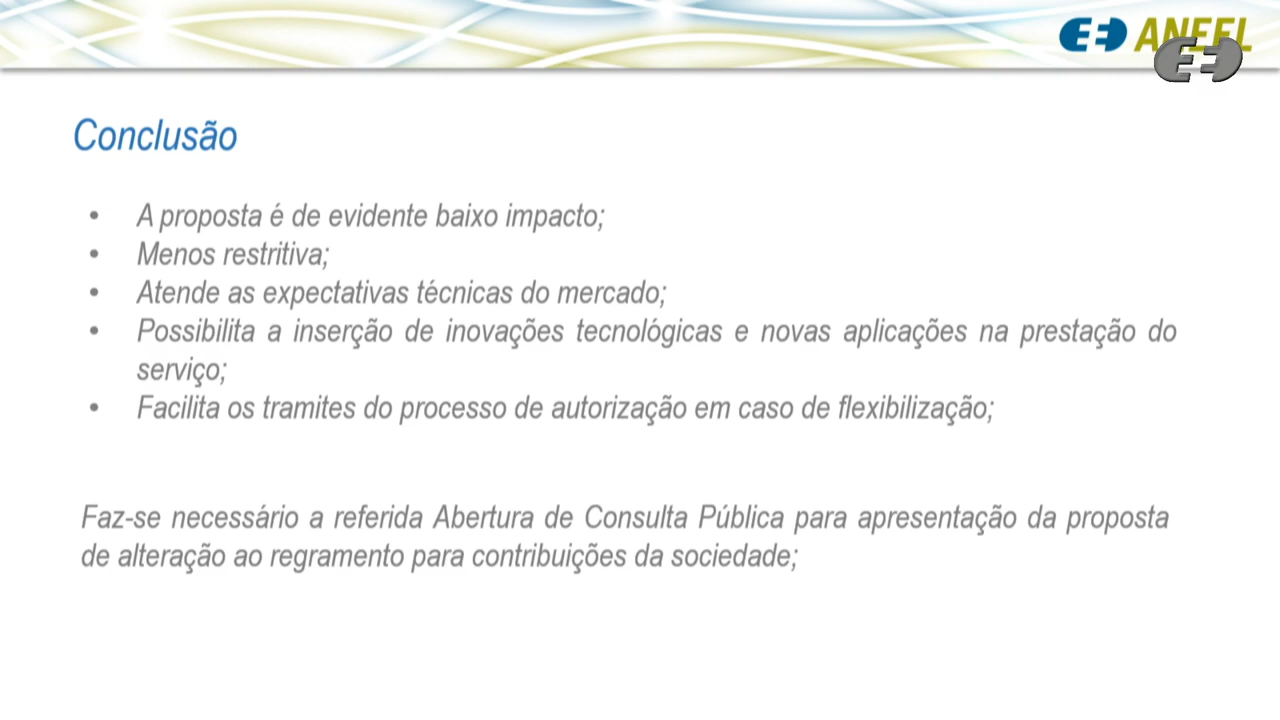 ANEEL
Conclusão
• A proposta é de evidente baixo impacto;
• Menos restritiva;
• Atende as expectativas técnicas do mercado;
• Possibilita a inserção de inovações tecnológicas e novas aplicações na prestação do
serviço;
• Facilita os tramites do processo de autorização em caso de flexibilização;
Faz-se necessário a referida Abertura de Consulta Pública para apresentação da proposta
de alteração ao regramento para contribuições da sociedade;